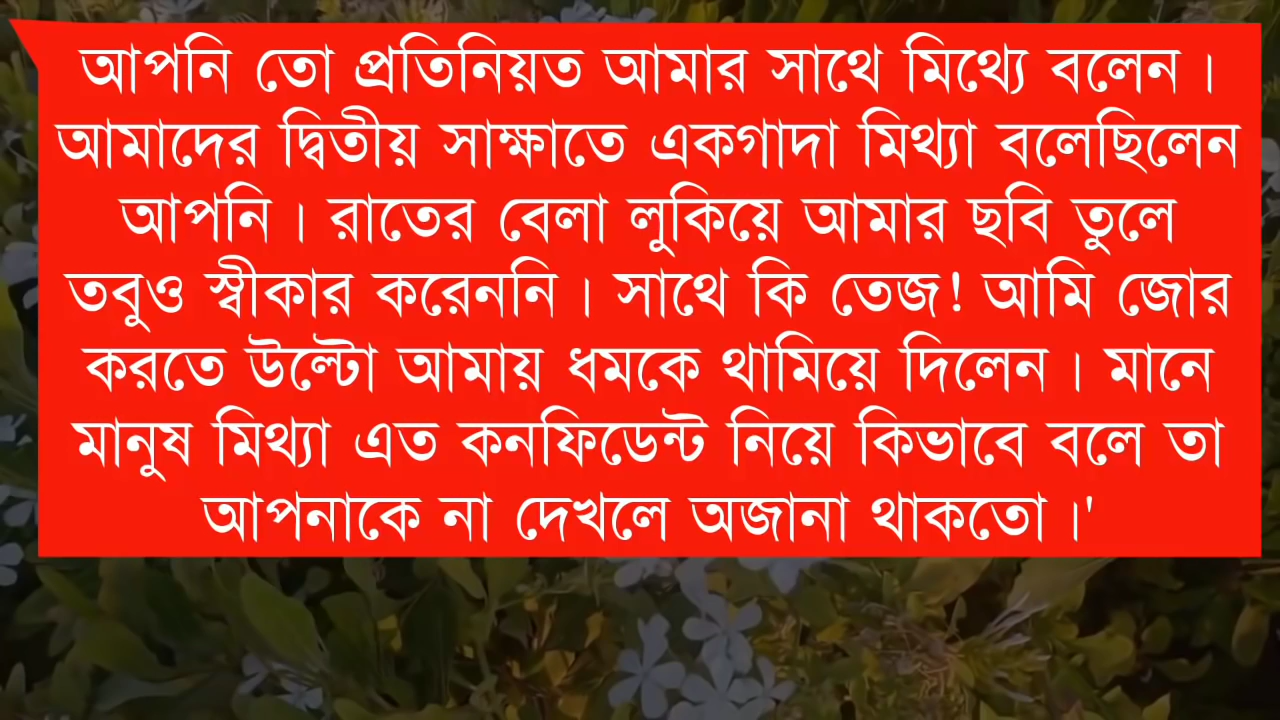 আপনি তো প্রতিনিয়ত আমার সাথে মিথ্যে বলেন।
আমাদের দ্বিতীয় সাক্ষাতে একগাদা মিথ্যা বলেছিলেন
আপনি। রাতের বেলা লুকিয়ে আমার ছবি তুলে
তবুও স্বীকার করেননি। সাথে কি তেজ! আমি জোর
করতে উল্টো আমায় ধমকে থামিয়ে দিলেন। মানে
মানুষ মিথ্যা এত কনফিডেন্ট নিয়ে কিভাবে বলে তা
আপনাকে না দেখলে অজানা থাকতো।'